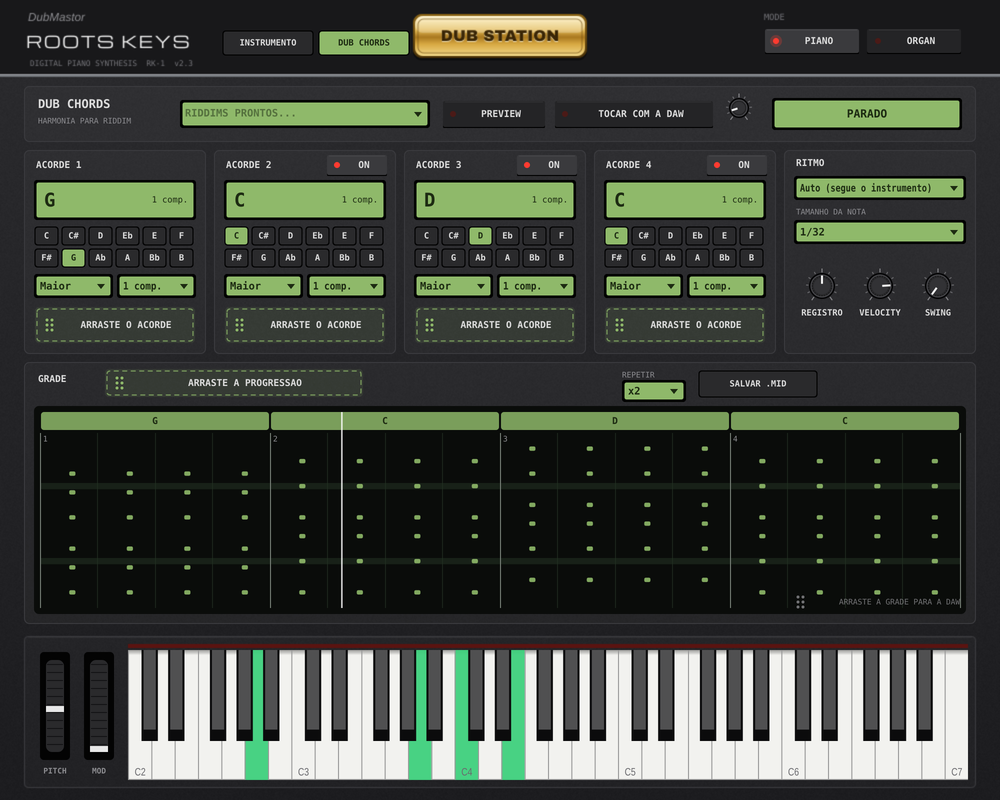 DubMastor
ROOTS KEYS
DIGITAL PIANO SYNTHESIS RK-1 v2.3
INSTRUMENTO
DUB CHORDS
DUB STATION
MODE
PIANO
ORGAN
DUB CHORDS
HARMONIA PARA RIDDIM
RIDDIMS PRONTOS...
PREVIEW
TOCAR COM A DAW
PARADO
ACORDE 1
G 1 comp.
C C# D Eb E F
F# G Ab A Bb B
Maior 1 comp.
ARRASTE O ACORDE
ACORDE 2 ON
C 1 comp.
C C# D Eb E F
F# G Ab A Bb B
Maior 1 comp.
ARRASTE O ACORDE
ACORDE 3 ON
D 1 comp.
C C# D Eb E F
F# G Ab A Bb B
Maior 1 comp.
ARRASTE O ACORDE
ACORDE 4 ON
C 1 comp.
C C# D Eb E F
F# G Ab A Bb B
Maior 1 comp.
ARRASTE O ACORDE
RITMO
Auto (segue o instrumento)
TAMANHO DA NOTA
1/32
REGISTRO VELOCITY SWING
GRADE
ARRASTE A PROGRESSAO
REPETIR
x2
SALVAR .MID
G C D C
1 2 3 4
ARRASTE A GRADE PARA A DAW
PITCH MOD
C2 C3 C4 C5 C6 C7